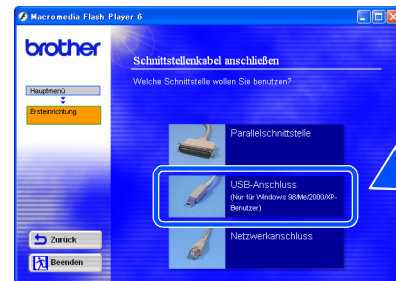 Macromedia Flash Player 6
brother
Schnittstellenkabel anschließen
Welche Schnittstelle wollen Sie benutzen?
Hauptmenü
Ersteinrichtung
Parallelschnittstelle
USB-Anschluss
(Nur für Windows 98/Me/2000/XP-
Benutzer)
Netzwerkanschluss
Zurück
Beenden